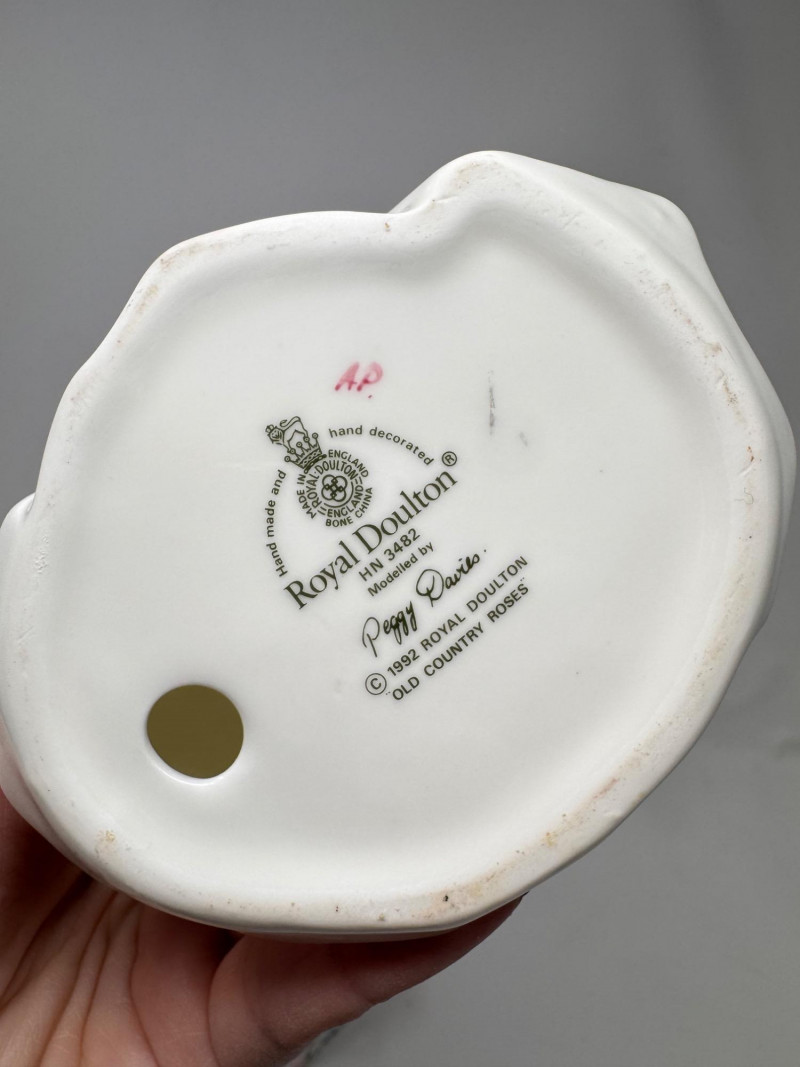 AP.
Hand made and hand decorated
MADE IN ENGLAND
ROYAL DOULTON
ENGLAND
BONE CHINA
Royal Doulton®
HN 3482
Modelled by
Peggy Davies.
© 1992 ROYAL DOULTON
"OLD COUNTRY ROSES"